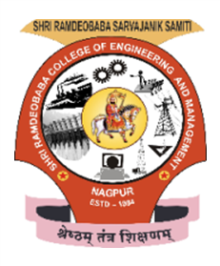 SHRI RAMDEOBABA SARVAJANIK SAMITI
SHRI RAMDEOBABA COLLEGE OF ENGINEERING AND MANAGEMENT
NAGPUR
ESTD - 1984
श्रेष्ठम् तंत्र शिक्षणम्